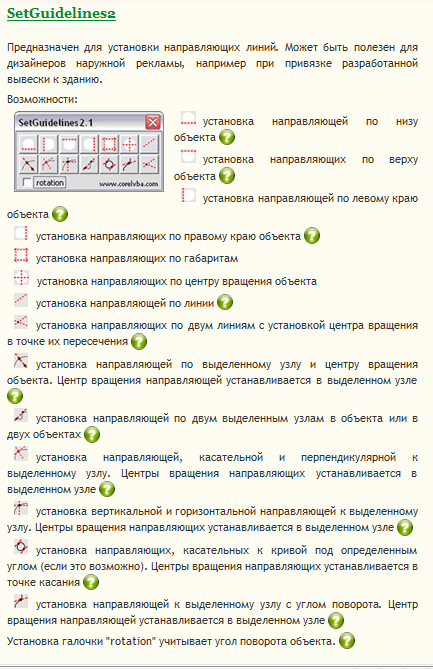 SetGuidelines2
Предназначен для установки направляющих линий. Может быть полезен для
дизайнеров наружной рекламы, например при привязке разработанной
вывески к зданию.
Возможности:
SetGuidelines2.1
rotation
www.corelvba.com
установка направляющей по низу
объекта ?
установка направляющих по верху
объекта ?
установка направляющей по левому краю
объекта ?
установка направляющих по правому краю объекта ?
установка направляющих по габаритам
установка направляющих по центру вращения объекта
установка направляющей по линии ?
установка направляющих по двум линиям с установкой центра вращения
в точке их пересечения ?
установка направляющей по выделенному узлу и центру вращения
объекта. Центр вращения направляющей устанавливается в выделенном узле
?
установка направляющей по двум выделенным узлам в объекта или в
двух объектах ?
установка направляющей, касательной и перпендикулярной к
выделенному узлу. Центры вращения направляющих устанавливается в
выделенном узле ?
установка вертикальной и горизонтальной направляющей к выделенному
узлу. Центры вращения направляющих устанавливается в выделенном узле ?
установка направляющих, касательных к кривой под определенным
углом (если это возможно). Центры вращения направляющих устанавливается в
точке касания ?
установка направляющей к выделенному узлу с углом поворота. Центр
вращения направляющей устанавливается в выделенном узле ?
Установка галочки "rotation" учитывает угол поворота объекта. ?